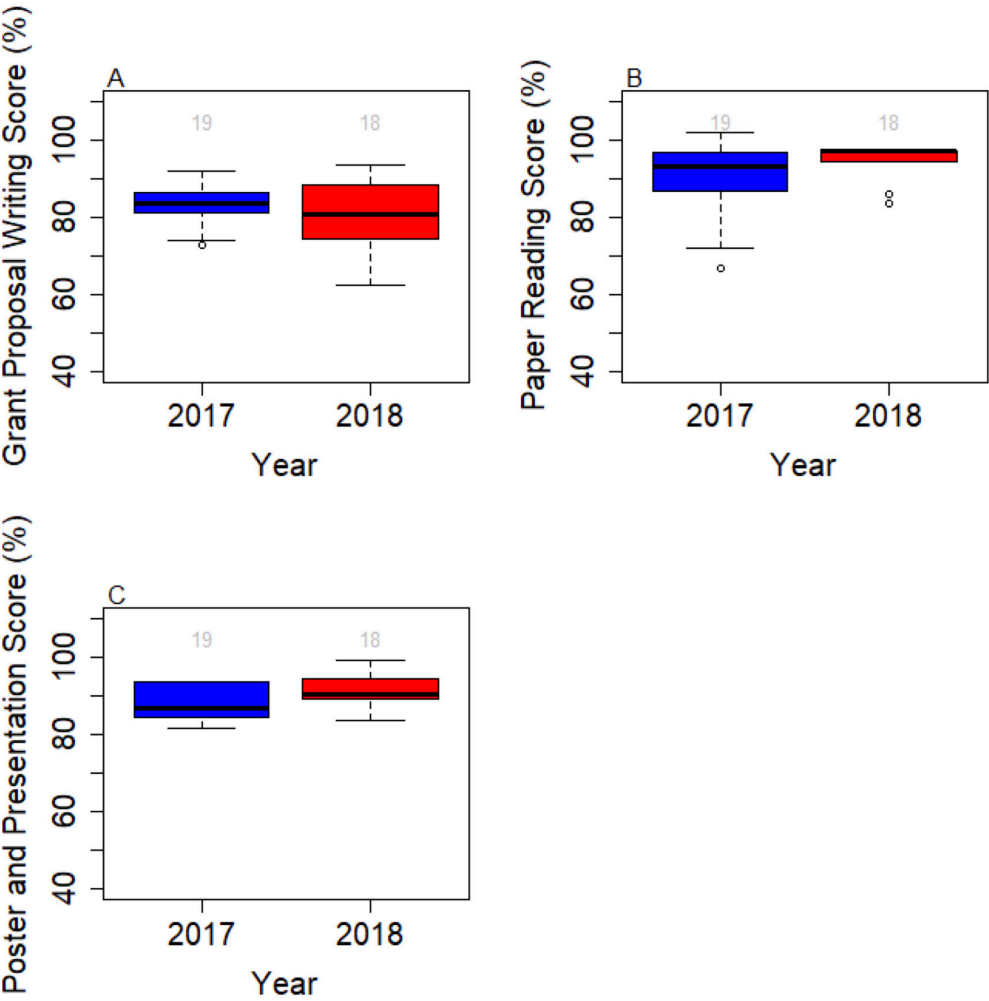 Grant Proposal Writing Score (%)
A
19 18
100
80
60
40
2017 2018
Year
Paper Reading Score (%)
B
19 18
100
80
60
40
2017 2018
Year
Poster and Presentation Score (%)
C
19 18
100
80
60
40
2017 2018
Year